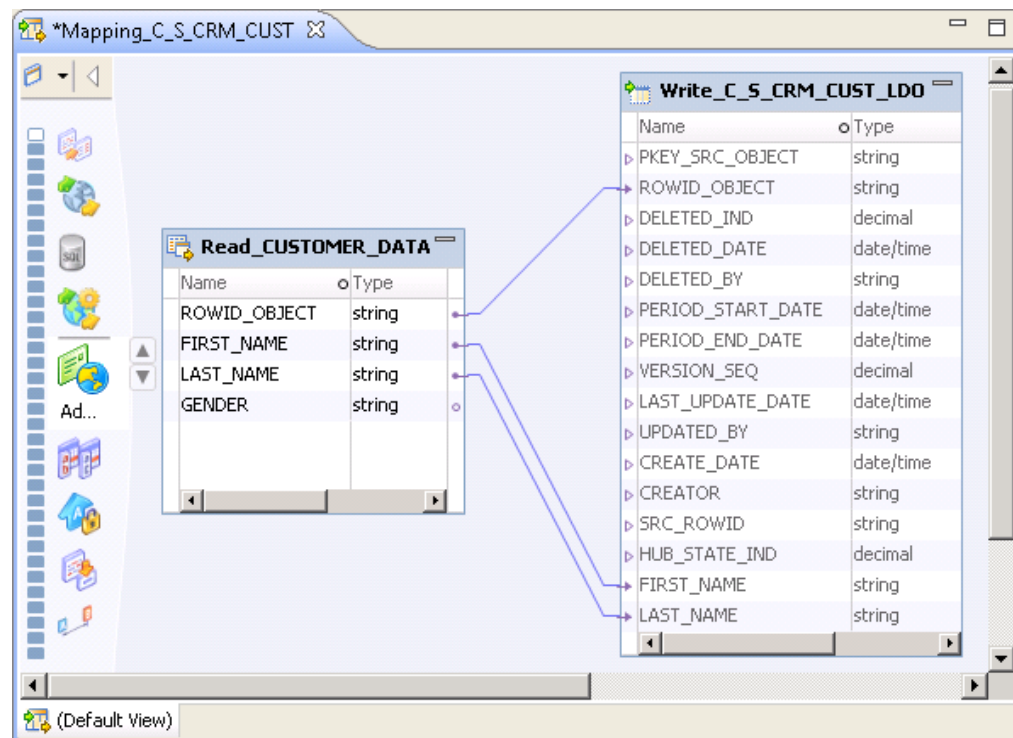 *Mapping_C_S_CRM_CUST
Write_C_S_CRM_CUST_LDO
Name Type
PKEY_SRC_OBJECT string
ROWID_OBJECT string
DELETED_IND decimal
DELETED_DATE date/time
DELETED_BY string
PERIOD_START_DATE date/time
PERIOD_END_DATE date/time
VERSION_SEQ decimal
LAST_UPDATE_DATE date/time
UPDATED_BY string
CREATE_DATE date/time
CREATOR string
SRC_ROWID string
HUB_STATE_IND decimal
FIRST_NAME string
LAST_NAME string
Read_CUSTOMER_DATA
Name Type
ROWID_OBJECT string
FIRST_NAME string
LAST_NAME string
GENDER string
SQL
Ad...
(Default View)